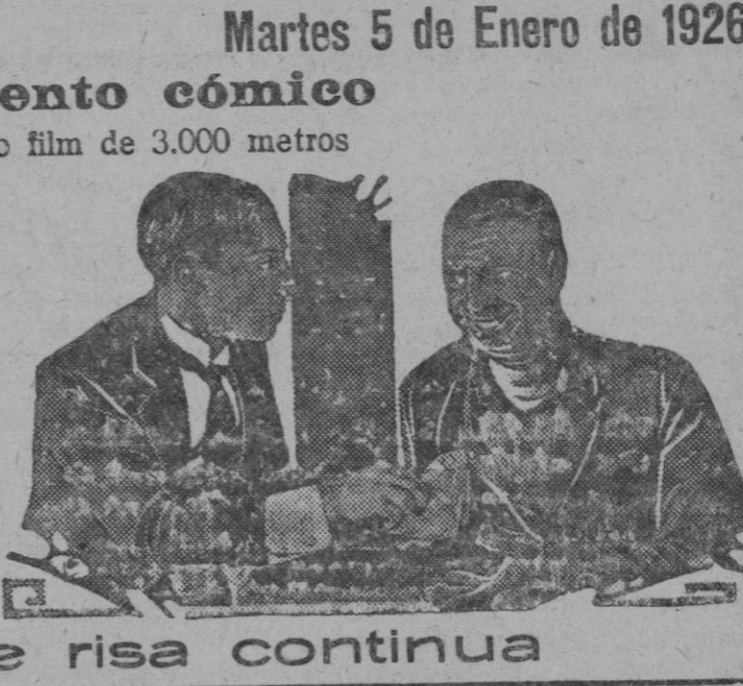 Martes 5 de Enero de 1926
ento cómico
o film de 3.000 metros
e risa continua